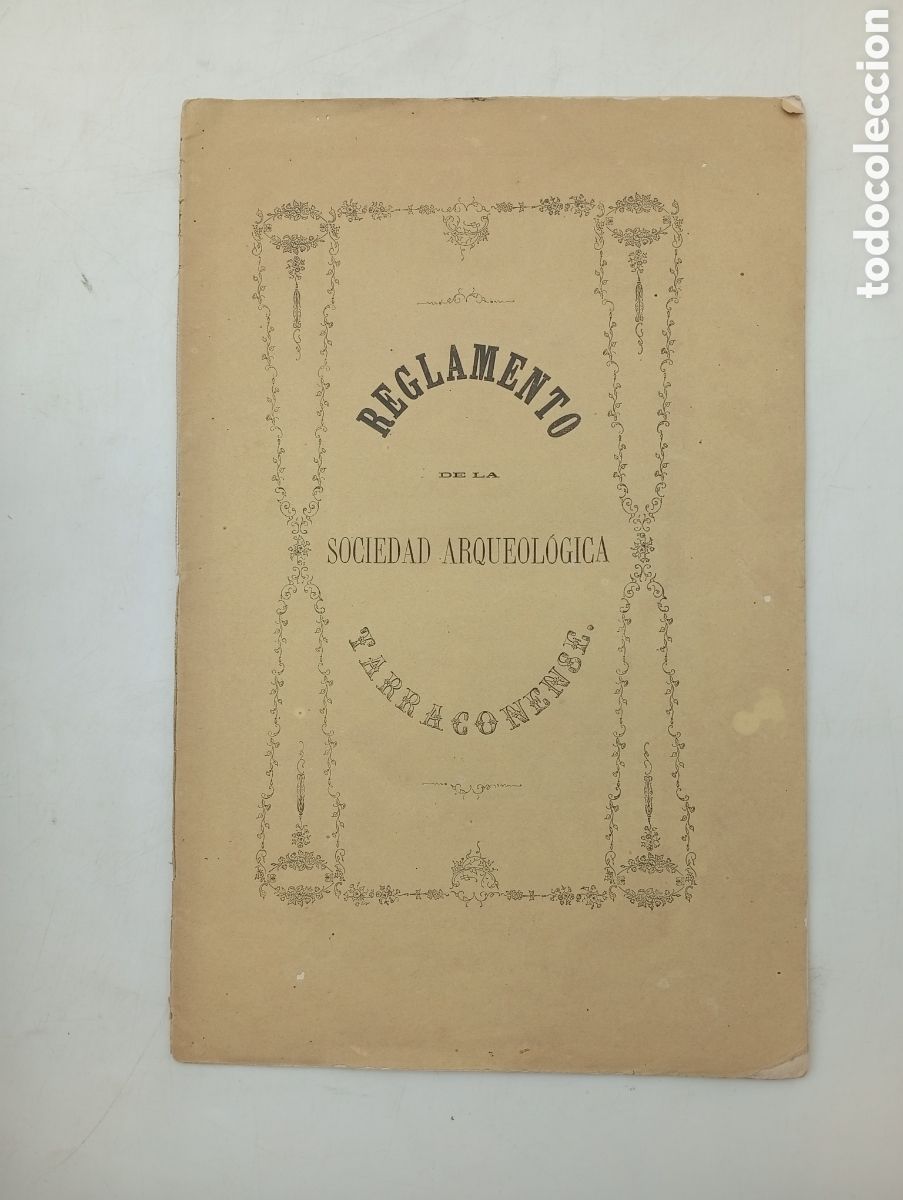 REGLAMENTO
DE LA
SOCIEDAD ARQUEOLÓGICA
TARRACONENSE.
todocoleccion